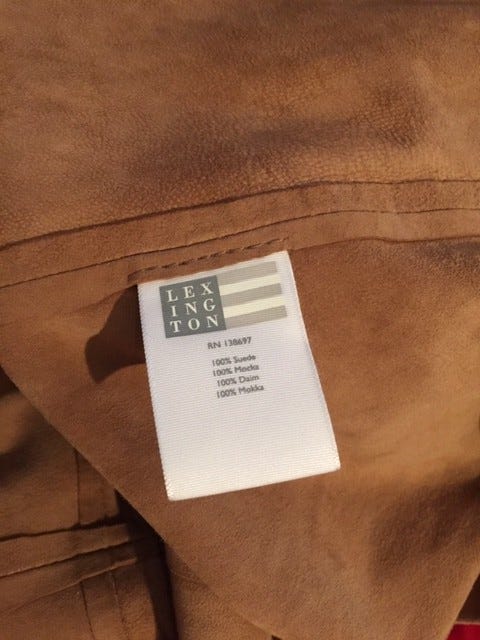 LEX
ING
TON
RN 138697
100% Suede
100% Mocka
100% Daim
100% Mokka